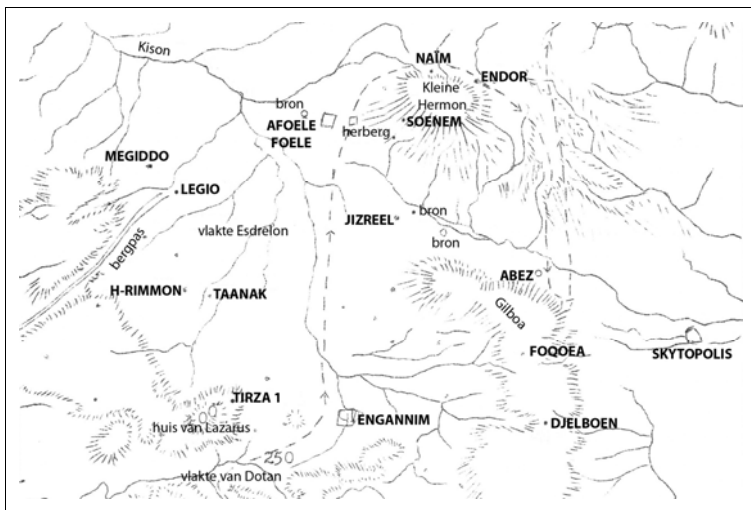 Kison
NAÏM
ENDOR
Kleine
Hermon
bron
AFOELE
FOELE
herberg
SOENEM
MEGIDDO
LEGIO
bergpas
vlakte Esdrelon
JIZREEL
bron
bron
ABEZ
H-RIMMON
TAANAK
Gilboa
FOQOEA
SKYTOPOLIS
TIRZA 1
huis van Lazarus
ENGANNIM
DJELBOEN
250
vlakte van Dotan